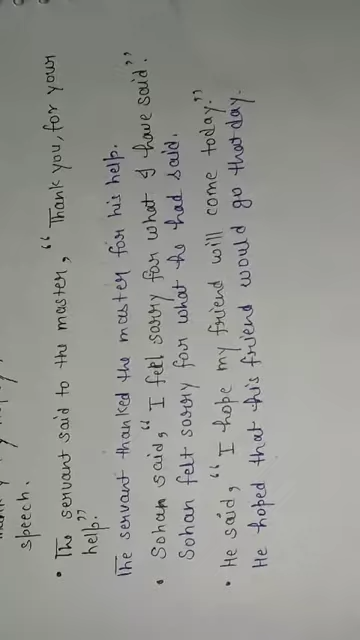 speech.
• The servant said to the master, "Thank you, for your
help."
The servant thanked the master for his help.
• Sohan said, "I fell sorry for what I have said."
Sohan felt sorry for what he had said.
• He said, "I hope my friend will come today."
He hoped that his friend would go that day.